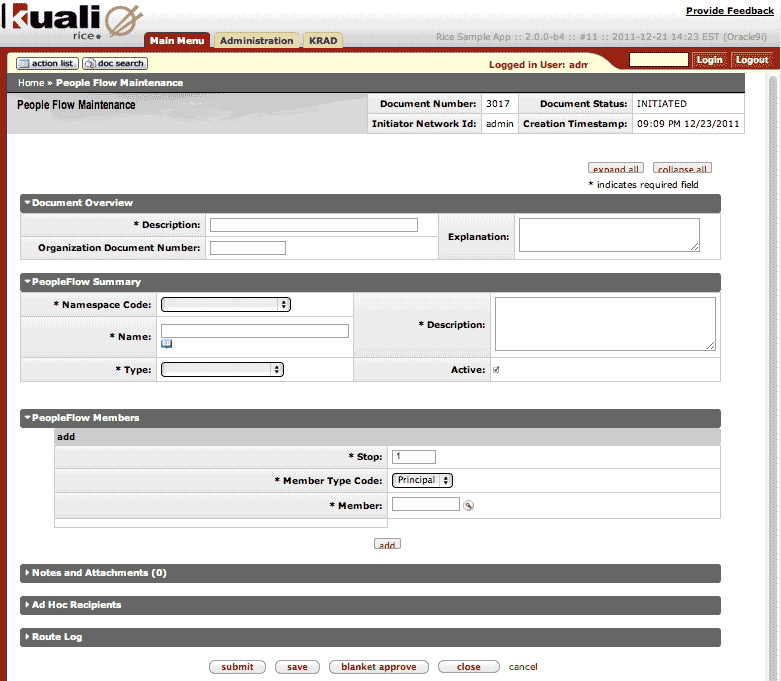 Kuali
rice
Provide Feedback
Main Menu Administration KRAD
Rice Sample App :: 2.0.0-b4 :: #11 :: 2011-12-21 14:23 EST (Oracle9i)
action list doc search
Logged in User: adm
Login Logout
Home » People Flow Maintenance
People Flow Maintenance
Document Number: 3017 Document Status: INITIATED
Initiator Network Id: admin Creation Timestamp: 09:09 PM 12/23/2011
expand all collapse all
* indicates required field
Document Overview
* Description:
Explanation:
Organization Document Number:
PeopleFlow Summary
* Namespace Code:
* Description:
* Name:
* Type:
Active:
PeopleFlow Members
add
* Stop: 1
* Member Type Code: Principal
* Member:
add
Notes and Attachments (0)
Ad Hoc Recipients
Route Log
submit save blanket approve close cancel